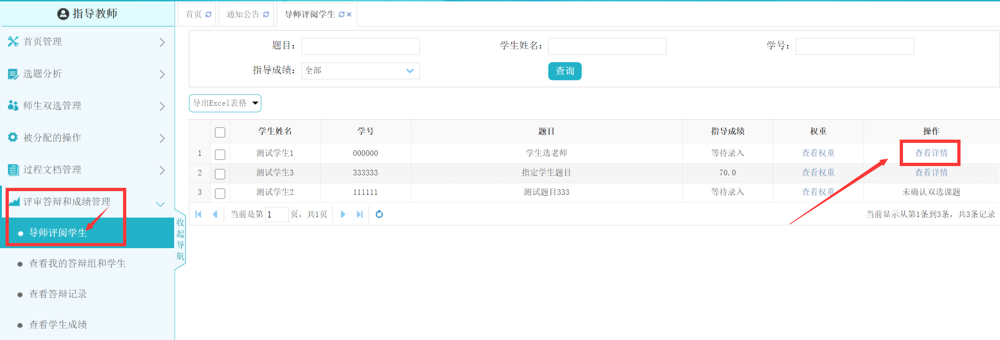 指导教师
首页
通知公告
导师评阅学生
首页管理
选题分析
师生双选管理
被分配的操作
过程文档管理
评审答辩和成绩管理
导师评阅学生
查看我的答辩组和学生
查看答辩记录
查看学生成绩
收起导航
题目：
学生姓名：
学号：
指导成绩： 全部
查询
导出Excel表格
学生姓名 学号 题目 指导成绩 权重 操作
1 测试学生1 000000 学生选老师 等待录入 查看权重 查看详情
2 测试学生3 333333 指定学生题目 70.0 查看权重 查看详情
3 测试学生2 111111 测试题目333 等待录入 查看权重 未确认双选课题
当前是第 1 页，共1页
当前显示从第1条到3条，共3条记录